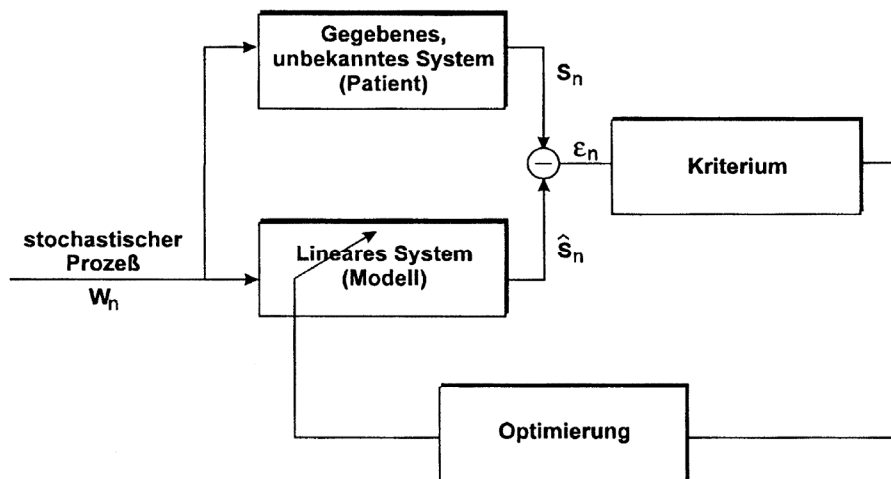 Gegebenes,
unbekanntes System
(Patient)
sₙ
εₙ
Kriterium
stochastischer
Prozeß
wₙ
Lineares System
(Modell)
ŝₙ
Optimierung